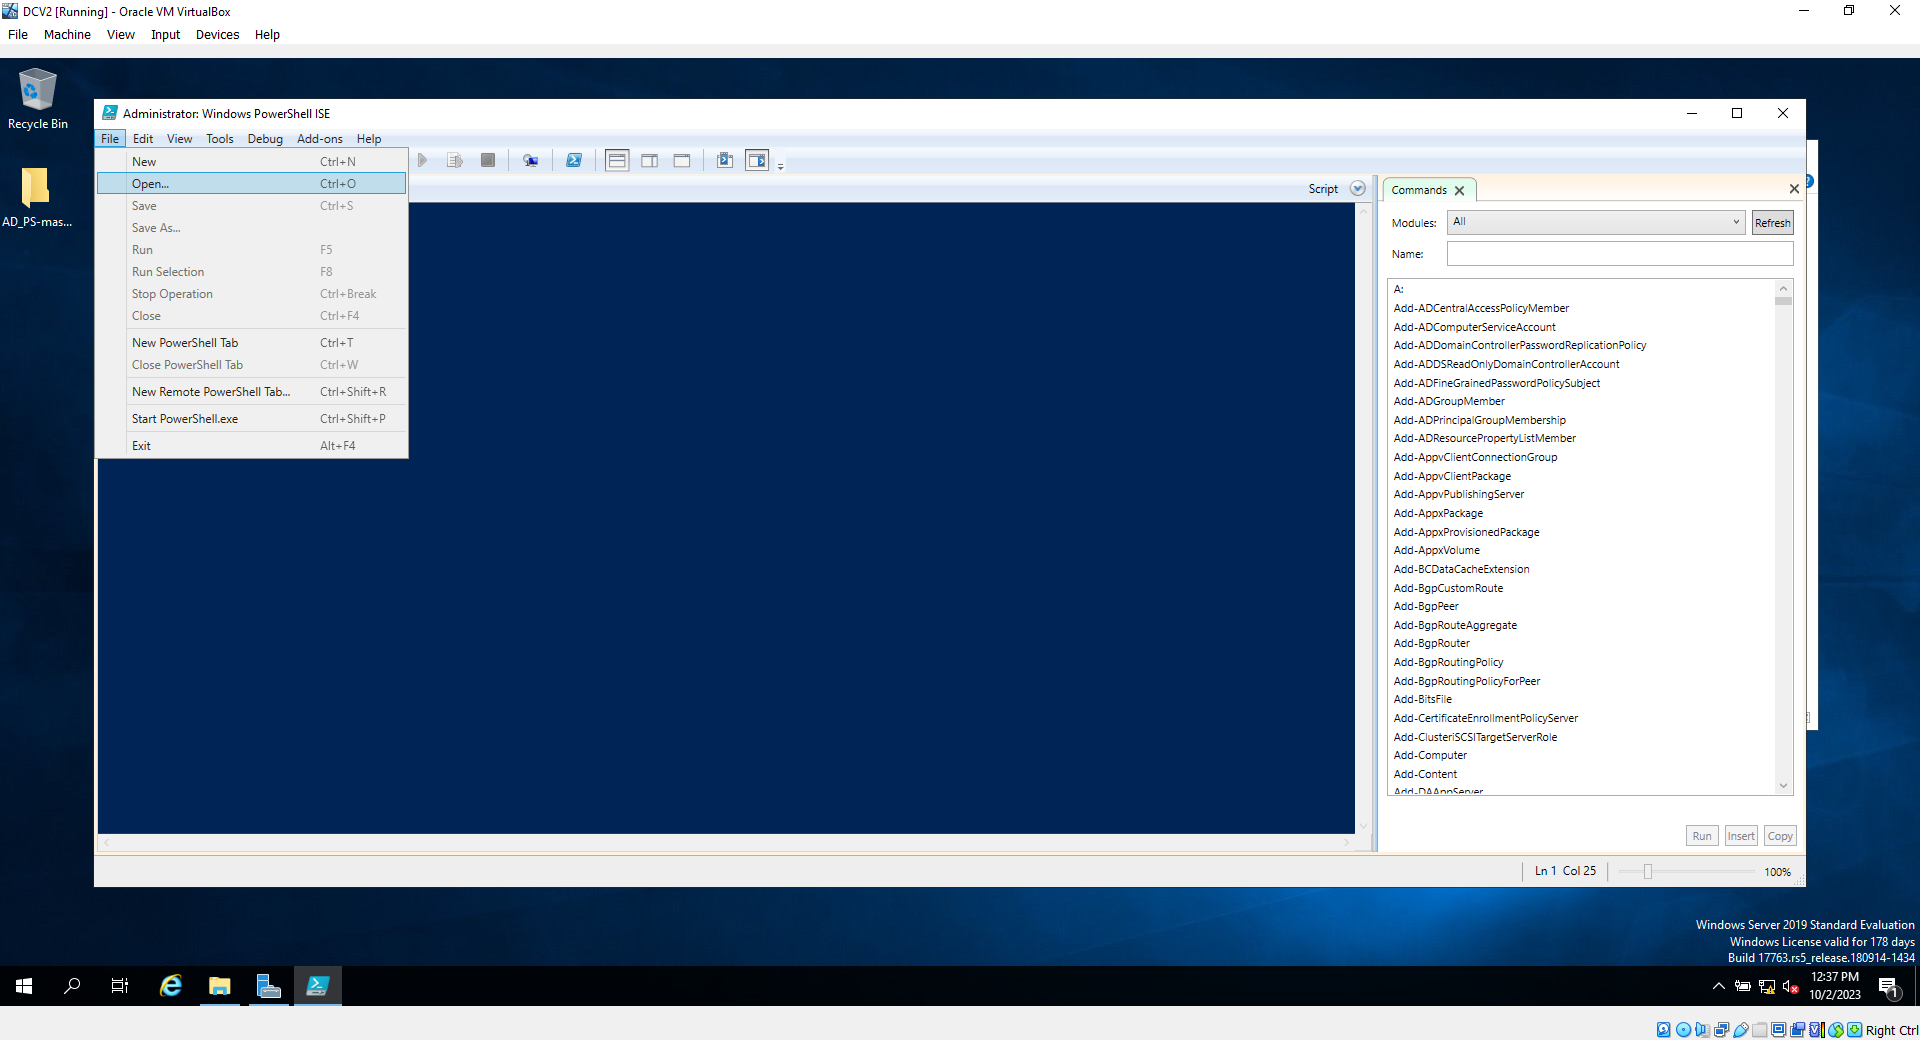 DCV2 [Running] - Oracle VM VirtualBox
File Machine View Input Devices Help
Recycle Bin
AD_PS-mas...
Administrator: Windows PowerShell ISE
File Edit View Tools Debug Add-ons Help
New Ctrl+N
Open... Ctrl+O
Save Ctrl+S
Save As...
Run F5
Run Selection F8
Stop Operation Ctrl+Break
Close Ctrl+F4
New PowerShell Tab Ctrl+T
Close PowerShell Tab Ctrl+W
New Remote PowerShell Tab... Ctrl+Shift+R
Start PowerShell.exe Ctrl+Shift+P
Exit Alt+F4
Script
Commands
Modules: All Refresh
Name:
A:
Add-ADCentralAccessPolicyMember
Add-ADComputerServiceAccount
Add-ADDomainControllerPasswordReplicationPolicy
Add-ADDSReadOnlyDomainControllerAccount
Add-ADFineGrainedPasswordPolicySubject
Add-ADGroupMember
Add-ADPrincipalGroupMembership
Add-ADResourcePropertyListMember
Add-AppvClientConnectionGroup
Add-AppvClientPackage
Add-AppvPublishingServer
Add-AppxPackage
Add-AppxProvisionedPackage
Add-AppxVolume
Add-BCDataCacheExtension
Add-BgpCustomRoute
Add-BgpPeer
Add-BgpRouteAggregate
Add-BgpRouter
Add-BgpRoutingPolicy
Add-BgpRoutingPolicyForPeer
Add-BitsFile
Add-CertificateEnrollmentPolicyServer
Add-ClusteriSCSITargetServerRole
Add-Computer
Add-Content
Add-DAAppServer
Run Insert Copy
Ln 1 Col 25
100%
Windows Server 2019 Standard Evaluation
Windows License valid for 178 days
Build 17763.rs5_release.180914-1434
12:37 PM
10/2/2023
1
Right Ctrl